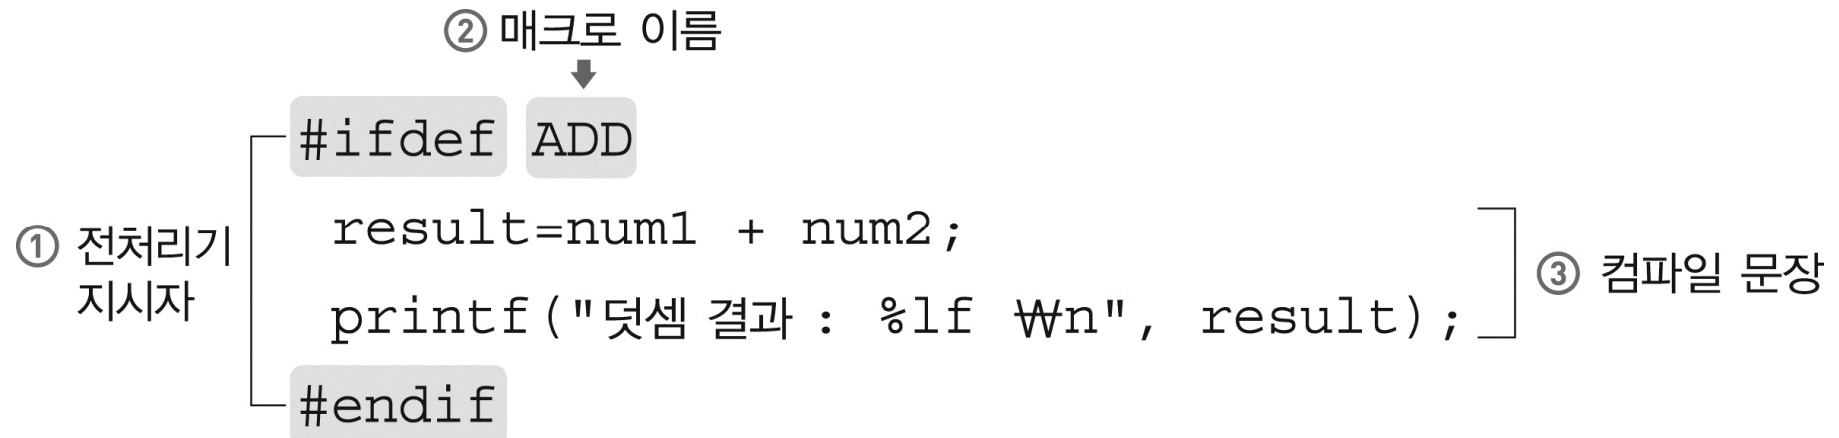 ② 매크로 이름
#ifdef ADD
result=num1 + num2;
① 전처리기
지시자
③ 컴파일 문장
printf("덧셈 결과 : %lf ₩n", result);
#endif